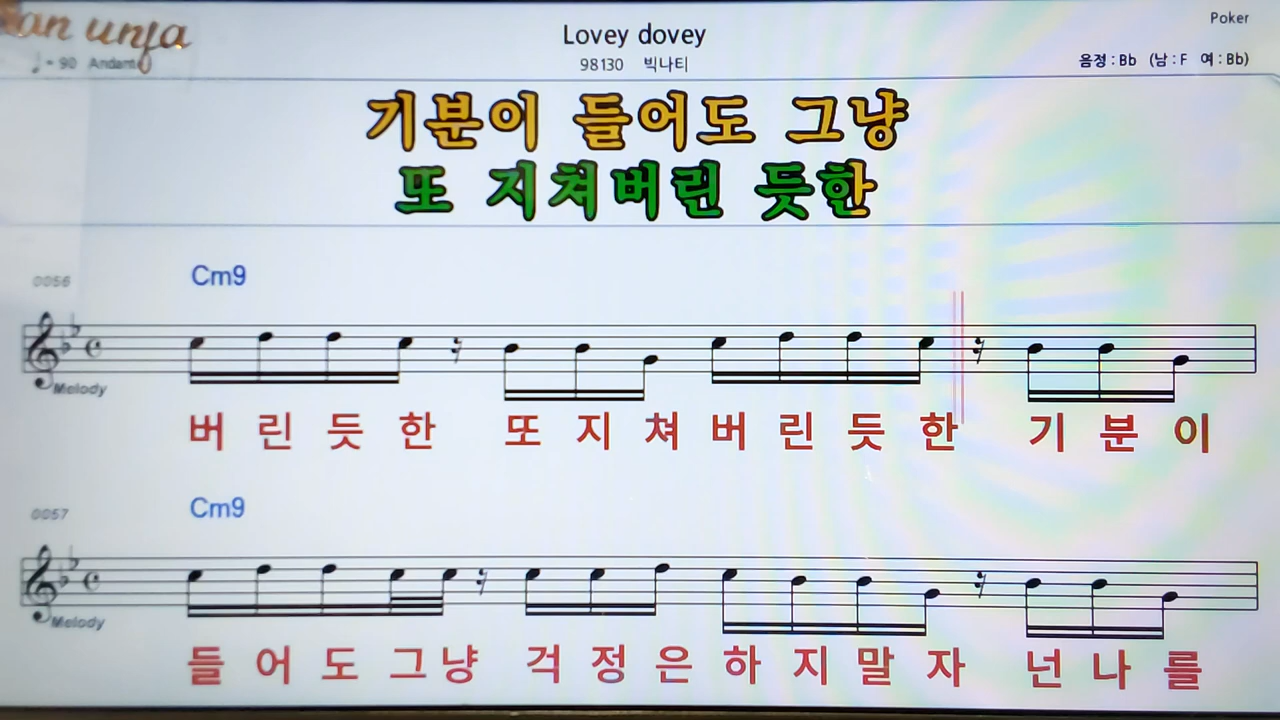 Lovey dovey
Poker
98130 빅나티
♩= 90 Andant
음정 : Bb (남 : F 여 : Bb)
기분이 들어도 그냥
또 지쳐버린 듯한
0056
Cm9
Melody
버 린 듯 한 또 지 쳐 버 린 듯 한 기 분 이
0057
Cm9
Melody
들 어 도 그 냥 걱 정 은 하 지 말 자 넌 나 를